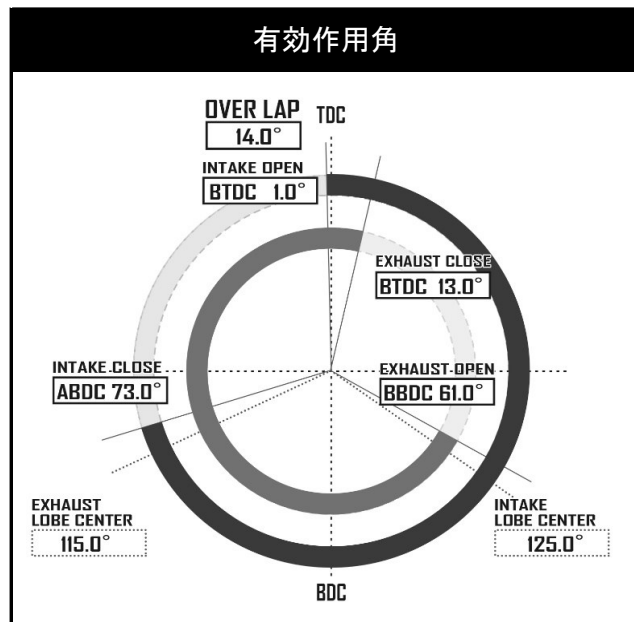 有効作用角
OVER LAP
14.0°
TDC
INTAKE OPEN
BTDC 1.0°
EXHAUST CLOSE
BTDC 13.0°
INTAKE CLOSE
ABDC 73.0°
EXHAUST OPEN
BBDC 61.0°
EXHAUST
LOBE CENTER
115.0°
INTAKE
LOBE CENTER
125.0°
BDC